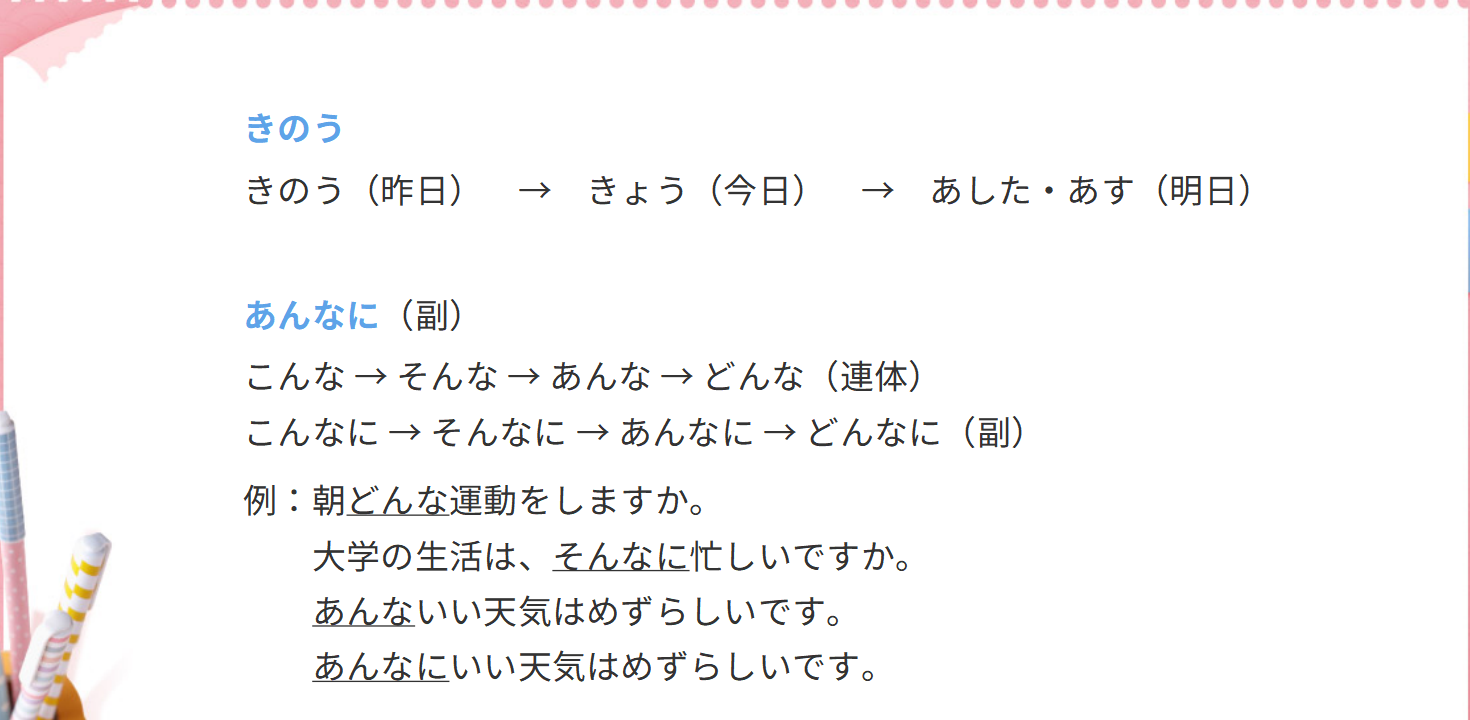 きのう
きのう（昨日）　→　きょう（今日）　→　あした・あす（明日）
あんなに（副）
こんな → そんな → あんな → どんな（連体）
こんなに → そんなに → あんなに → どんなに（副）
例：朝どんな運動をしますか。
大学の生活は、そんなに忙しいですか。
あんないい天気はめずらしいです。
あんなにいい天気はめずらしいです。